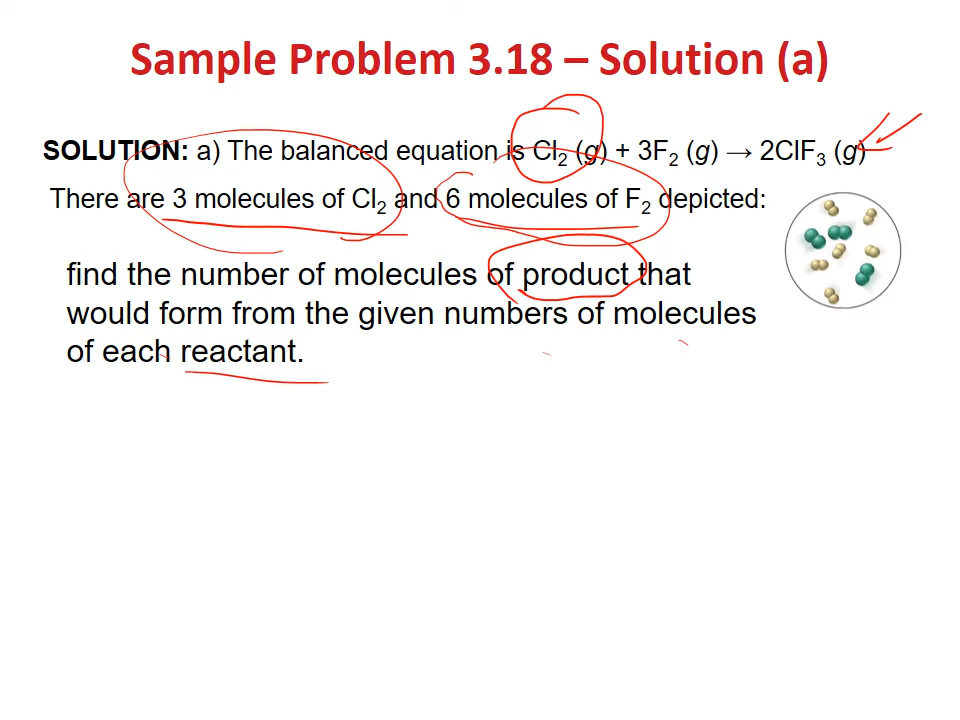 Sample Problem 3.18 – Solution (a)
SOLUTION: a) The balanced equation is Cl₂ (g) + 3F₂ (g) → 2ClF₃ (g)
There are 3 molecules of Cl₂ and 6 molecules of F₂ depicted:
find the number of molecules of product that
would form from the given numbers of molecules
of each reactant.